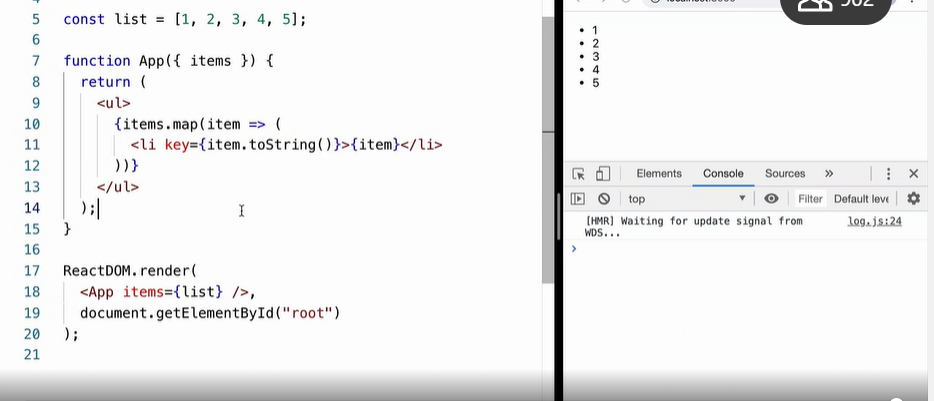 5 const list = [1, 2, 3, 4, 5];
6
7 function App({ items }) {
8 return (
9 <ul>
10 {items.map(item => (
11 <li key={item.toString()}>{item}</li>
12 ))}
13 </ul>
14 );
15 }
16
17 ReactDOM.render(
18 <App items={list} />,
19 document.getElementById("root")
20 );
21
• 1
• 2
• 3
• 4
• 5
Elements Console Sources »
top Filter Default leve
[HMR] Waiting for update signal from log.js:24
WDS...
>